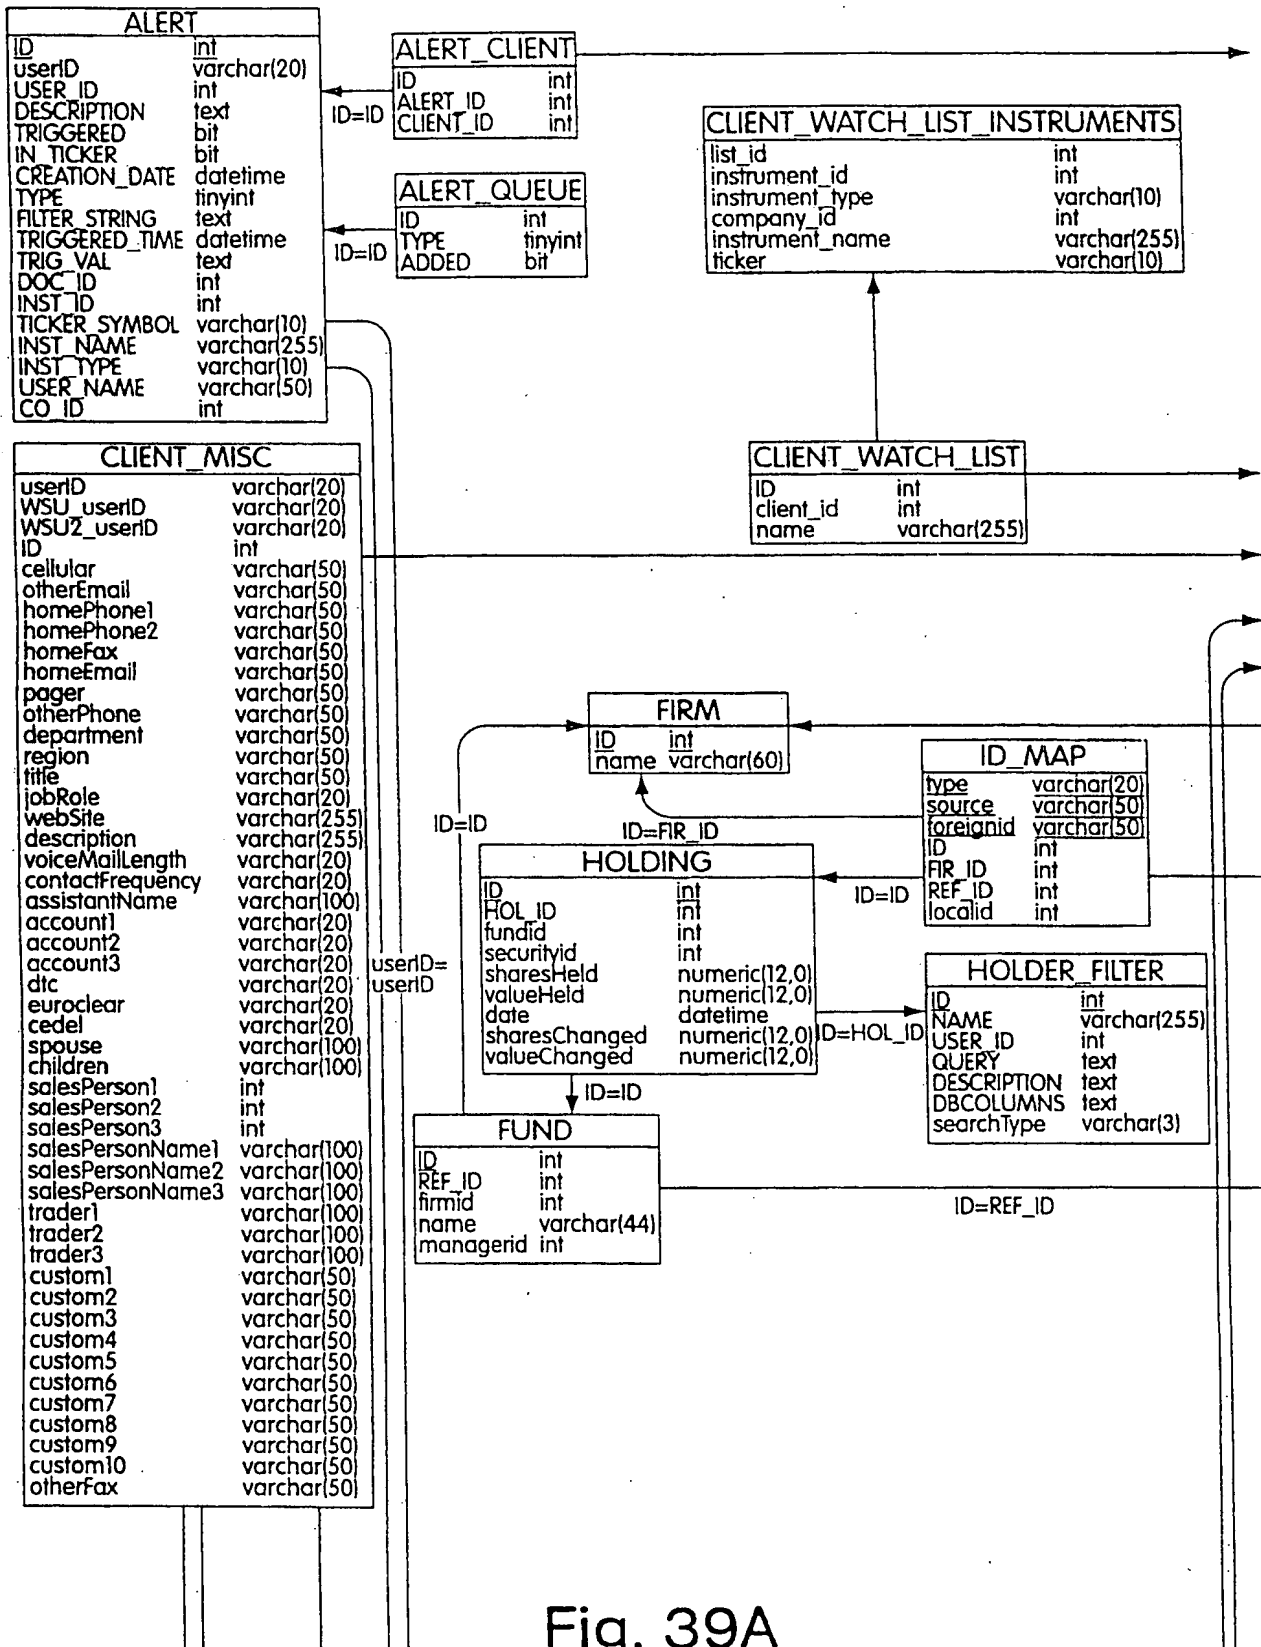 ALERT
ID int
userID varchar(20)
USER_ID int
DESCRIPTION text
TRIGGERED bit
IN_TICKER bit
CREATION_DATE datetime
TYPE tinyint
FILTER_STRING text
TRIGGERED_TIME datetime
TRIG_VAL text
DOC_ID int
INST_ID int
TICKER_SYMBOL varchar(10)
INST_NAME varchar(255)
INST_TYPE varchar(10)
USER_NAME varchar(50)
CO_ID int
ALERT_CLIENT
ID int
ALERT_ID int
CLIENT_ID int
ID=ID
ALERT_QUEUE
ID int
TYPE tinyint
ADDED bit
ID=ID
CLIENT_WATCH_LIST_INSTRUMENTS
list_id int
instrument_id int
instrument_type varchar(10)
company_id int
instrument_name varchar(255)
ticker varchar(10)
CLIENT_WATCH_LIST
ID int
client_id int
name varchar(255)
CLIENT_MISC
userID varchar(20)
WSU_userID varchar(20)
WSU2_userID varchar(20)
ID int
cellular varchar(50)
otherEmail varchar(50)
homePhone1 varchar(50)
homePhone2 varchar(50)
homeFax varchar(50)
homeEmail varchar(50)
pager varchar(50)
otherPhone varchar(50)
department varchar(50)
region varchar(50)
title varchar(50)
jobRole varchar(20)
webSite varchar(255)
description varchar(255)
voiceMailLength varchar(20)
contactFrequency varchar(20)
assistantName varchar(100)
account1 varchar(20)
account2 varchar(20)
account3 varchar(20)
dtc varchar(20)
euroclear varchar(20)
cedel varchar(20)
spouse varchar(100)
children varchar(100)
salesPerson1 int
salesPerson2 int
salesPerson3 int
salesPersonName1 varchar(100)
salesPersonName2 varchar(100)
salesPersonName3 varchar(100)
trader1 varchar(100)
trader2 varchar(100)
trader3 varchar(100)
custom1 varchar(50)
custom2 varchar(50)
custom3 varchar(50)
custom4 varchar(50)
custom5 varchar(50)
custom6 varchar(50)
custom7 varchar(50)
custom8 varchar(50)
custom9 varchar(50)
custom10 varchar(50)
otherFax varchar(50)
userID=
userID
FIRM
ID int
name varchar(60)
ID=ID
ID=FIR_ID
ID_MAP
type varchar(20)
source varchar(50)
foreignid varchar(50)
ID int
FIR_ID int
REF_ID int
localid int
ID=ID
HOLDING
ID int
HOL_ID int
fundid int
securityid int
sharesHeld numeric(12,0)
valueHeld numeric(12,0)
date datetime
sharesChanged numeric(12,0)
valueChanged numeric(12,0)
ID=HOL_ID
HOLDER_FILTER
ID int
NAME varchar(255)
USER_ID int
QUERY text
DESCRIPTION text
DBCOLUMNS text
searchType varchar(3)
ID=ID
FUND
ID int
REF_ID int
firmid int
name varchar(44)
managerid int
ID=REF_ID
Fig. 39A